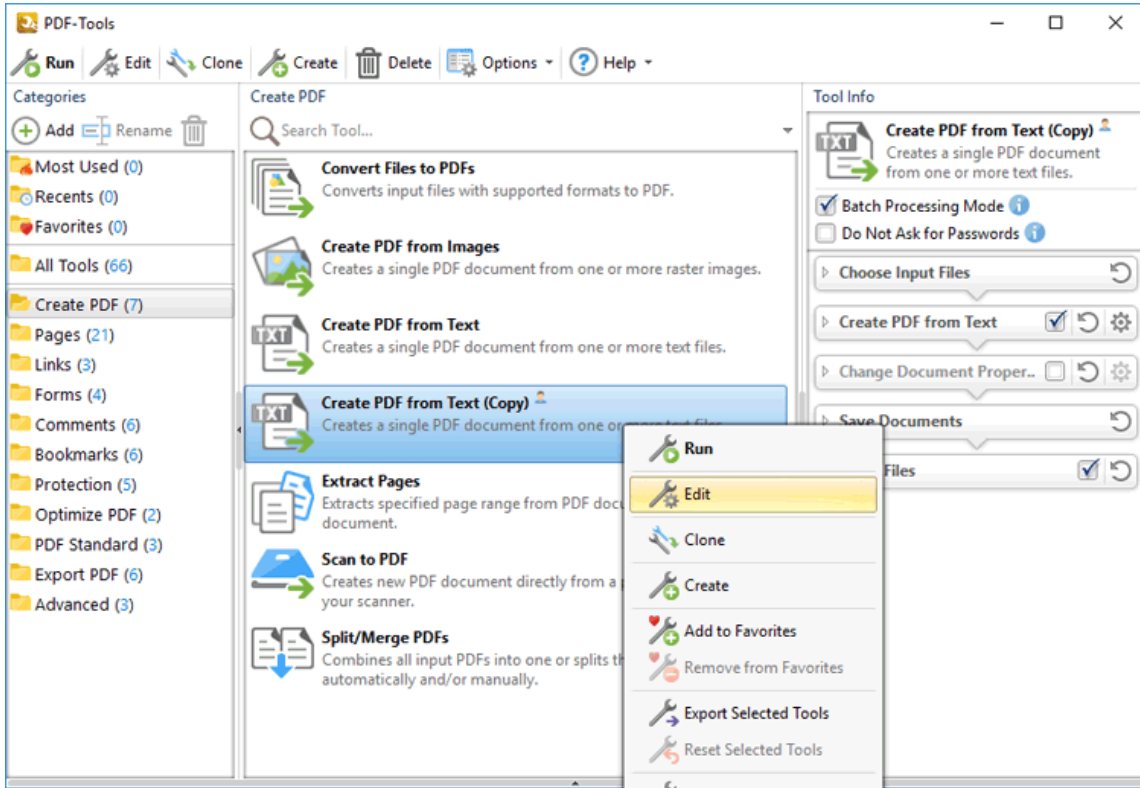 PDF-Tools
Run Edit Clone Create Delete Options Help
Categories
Add Rename
Most Used (0)
Recents (0)
Favorites (0)
All Tools (66)
Create PDF (7)
Pages (21)
Links (3)
Forms (4)
Comments (6)
Bookmarks (6)
Protection (5)
Optimize PDF (2)
PDF Standard (3)
Export PDF (6)
Advanced (3)
Create PDF
Search Tool...
Convert Files to PDFs
Converts input files with supported formats to PDF.
Create PDF from Images
Creates a single PDF document from one or more raster images.
TXT
Create PDF from Text
Creates a single PDF document from one or more text files.
TXT
Create PDF from Text (Copy)
Creates a single PDF document from one or more text files.
Extract Pages
Extracts specified page range from PDF
document.
Scan to PDF
Creates new PDF document directly from a
your scanner.
Split/Merge PDFs
Combines all input PDFs into one or splits
automatically and/or manually.
Run
Edit
Clone
Create
Add to Favorites
Remove from Favorites
Export Selected Tools
Reset Selected Tools
Tool Info
TXT
Create PDF from Text (Copy)
Creates a single PDF document
from one or more text files.
Batch Processing Mode
Do Not Ask for Passwords
Choose Input Files
Create PDF from Text
Change Document Proper..
Save Documents
Files